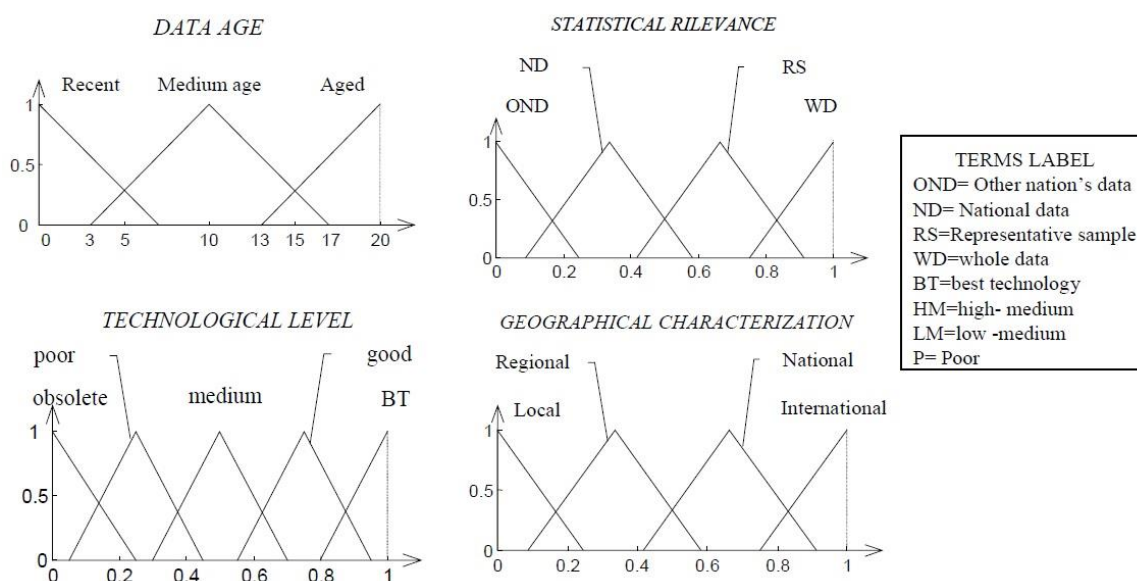 DATA AGE
Recent Medium age Aged
1
0.5
0
0 3 5 10 13 15 17 20
STATISTICAL RILEVANCE
ND RS
OND WD
1
0.5
0
0 0.2 0.4 0.6 0.8 1
TERMS LABEL
OND= Other nation’s data
ND= National data
RS=Representative sample
WD=whole data
BT=best technology
HM=high- medium
LM=low -medium
P= Poor
TECHNOLOGICAL LEVEL
poor good
obsolete medium BT
1
0.5
0
0 0.2 0.4 0.6 0.8 1
GEOGRAPHICAL CHARACTERIZATION
Regional National
Local International
1
0.5
0
0 0.2 0.4 0.6 0.8 1